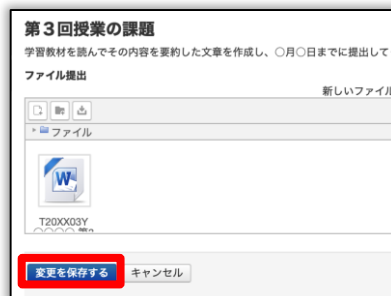 第3回授業の課題
学習教材を読んでその内容を要約した文章を作成し、○月○日までに提出して
ファイル提出
新しいファイル
ファイル
W
T20XX03Y
変更を保存する キャンセル